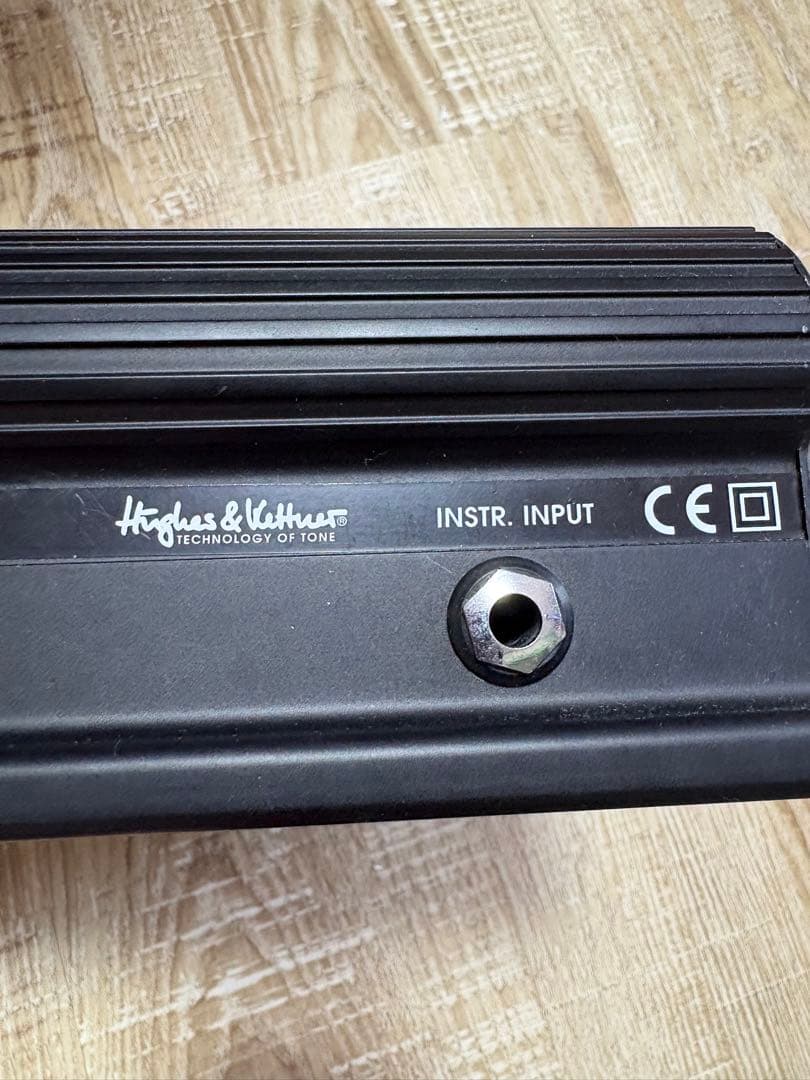 Hughes & Kettner® INSTR. INPUT CE
TECHNOLOGY OF TONE